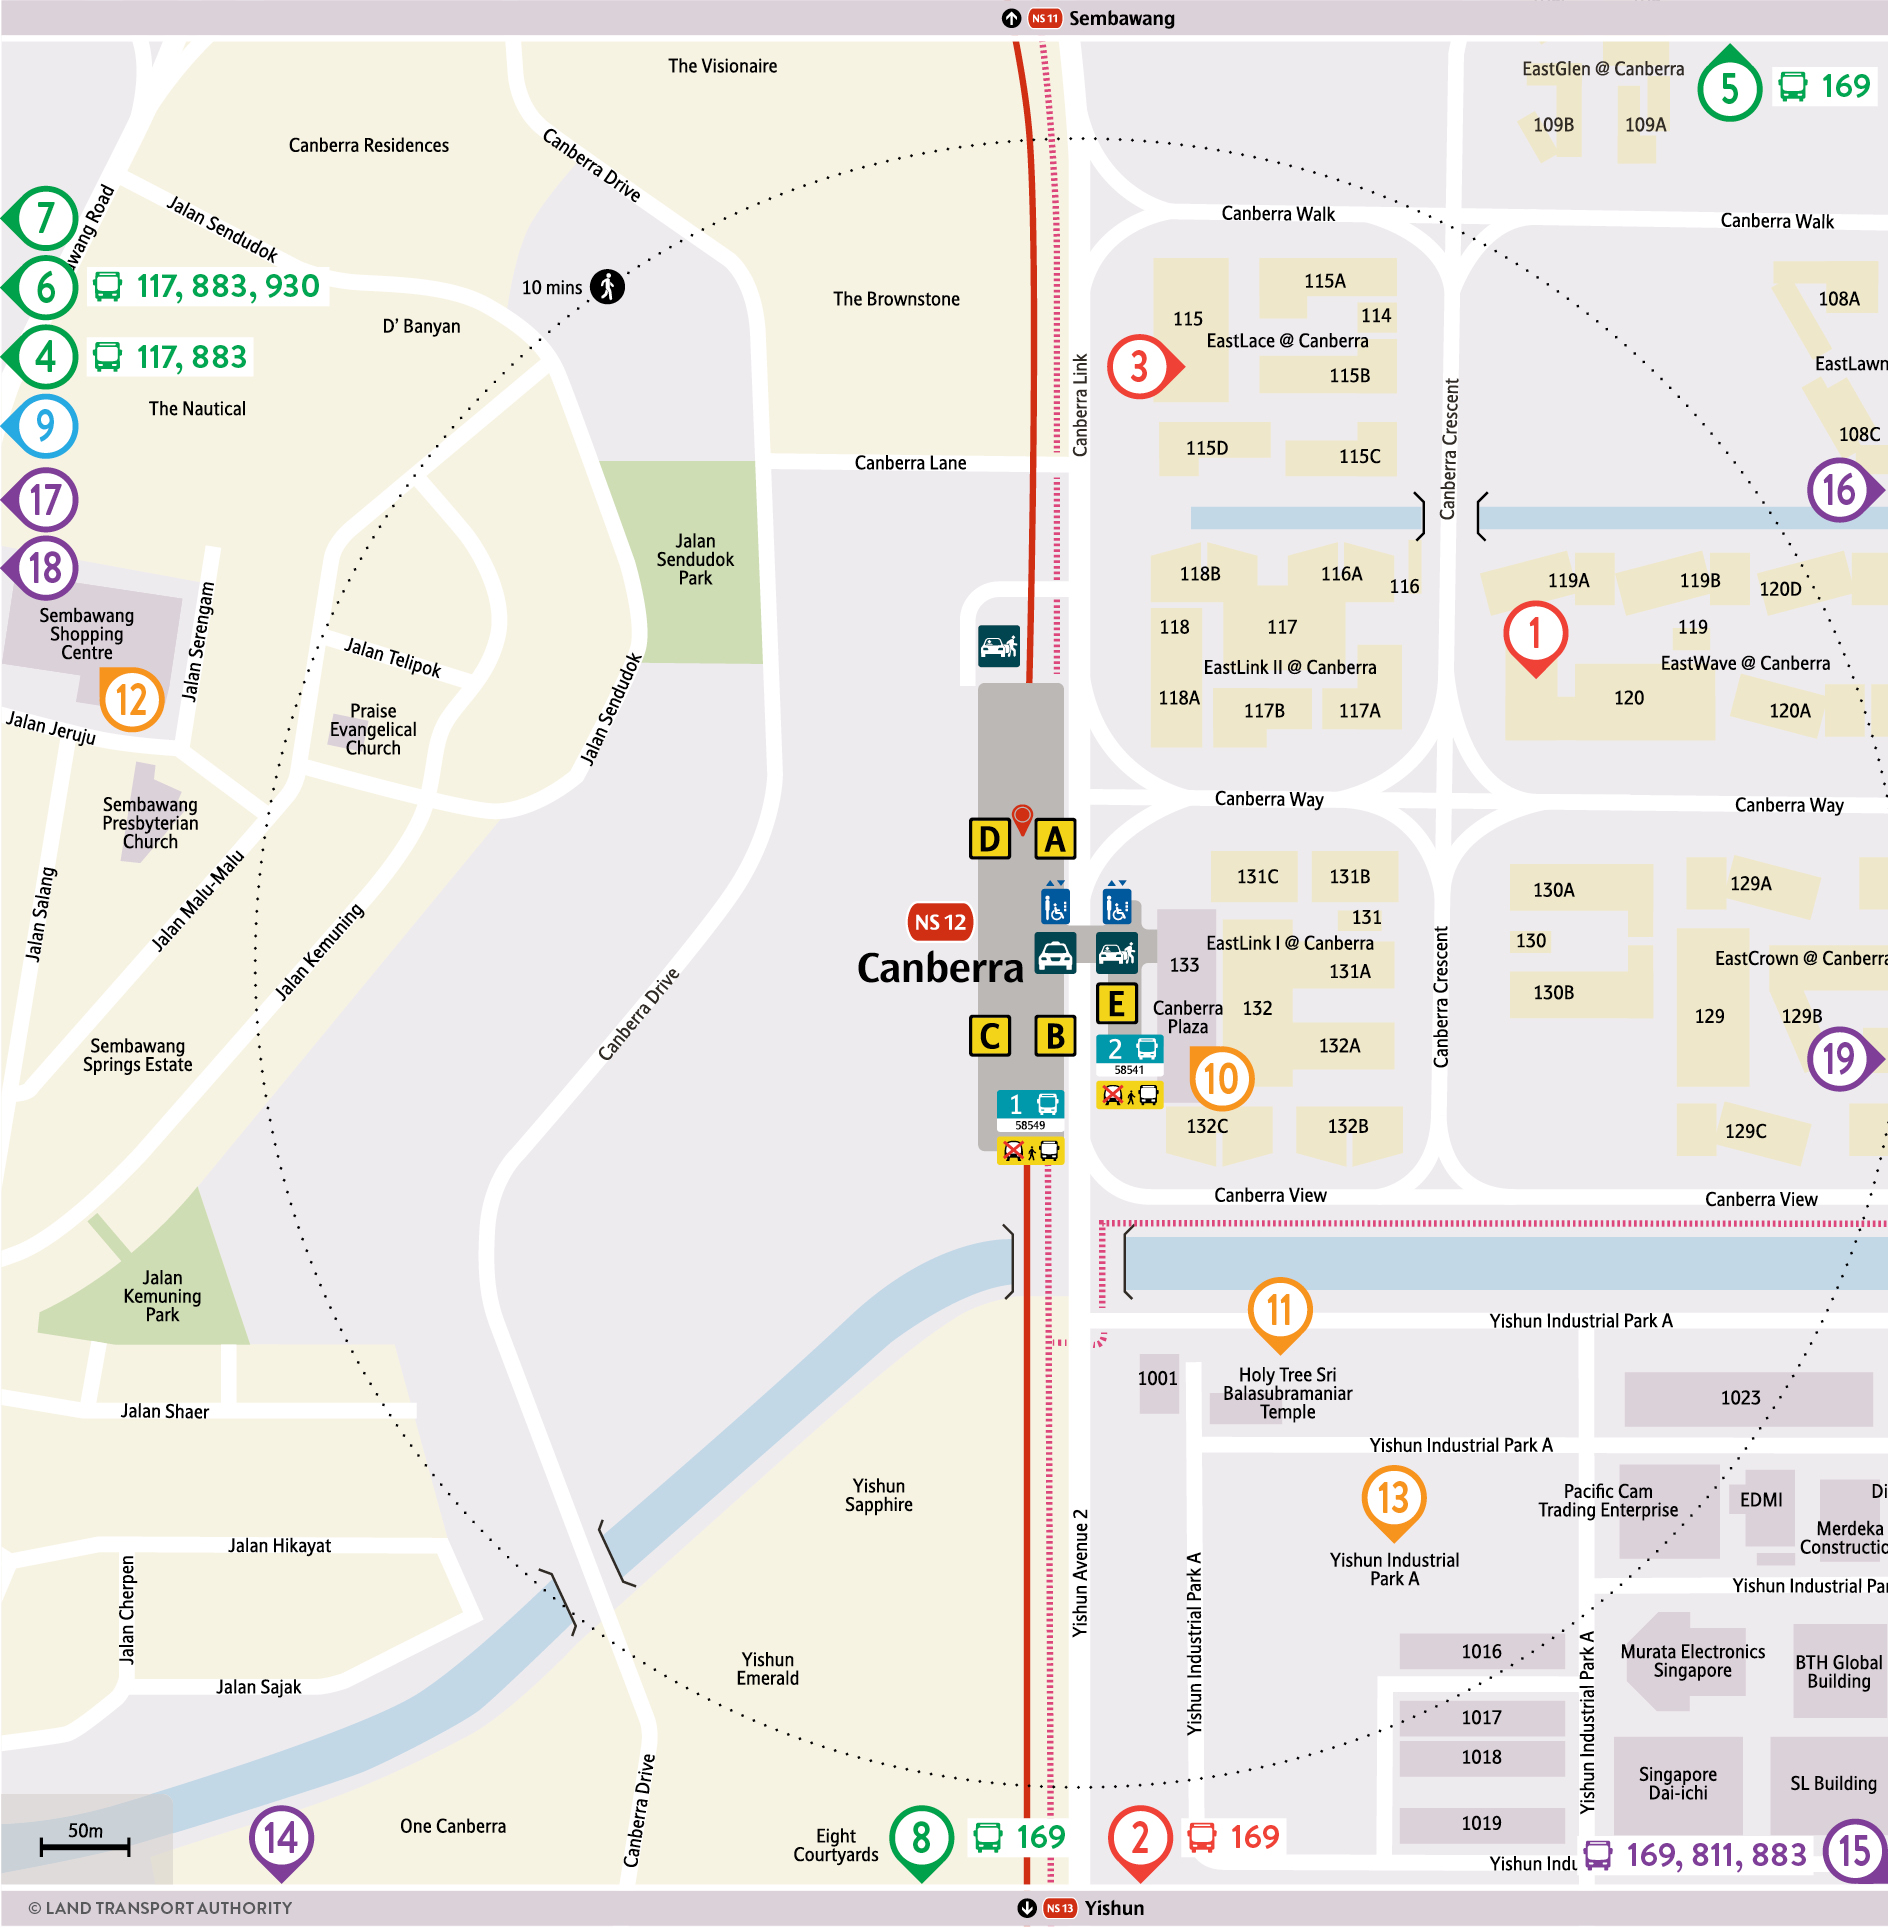 NS 11 Sembawang
The Visionaire
EastGlen @ Canberra
5 169
109B
109A
Canberra Residences
Canberra Drive
7
Jalan Sendudok
Canberra Walk
Canberra Walk
6 117, 883, 930
10 mins
The Brownstone
115A
108A
115
114
D' Banyan
EastLace @ Canberra
4 117, 883
3
115B
EastLawn
Canberra Link
Canberra Crescent
The Nautical
9
108C
115D
115C
Canberra Lane
17
16
Jalan
Sendudok
Park
18
118B
116A
116
119A
119B
120D
Sembawang
Shopping
Centre
Jalan Serengam
118
117
1
119
Jalan Telipok
EastLink II @ Canberra
EastWave @ Canberra
12
Jalan Sendudok
118A
117B
117A
120
120A
Jalan Jeruju
Praise
Evangelical
Church
Canberra Way
Canberra Way
Sembawang
Presbyterian
Church
D
A
131C
131B
130A
129A
Jalan Salang
Jalan Malu-Malu
Jalan Kemuning
NS 12
Canberra
131
EastLink I @ Canberra
130
EastCrown @ Canberra
133
131A
130B
Canberra Drive
Canberra Crescent
E
Canberra
Plaza
132
129
129B
C
B
2
58541
132A
19
Sembawang
Springs Estate
10
1
58549
132C
132B
129C
Canberra View
Canberra View
Jalan
Kemuning
Park
11
Yishun Industrial Park A
1001
Holy Tree Sri
Balasubramaniar
Temple
1023
Jalan Shaer
Yishun Industrial Park A
Yishun
Sapphire
13
Pacific Cam
Trading Enterprise
EDMI
Merdeka
Jalan Hikayat
Yishun Avenue 2
Yishun Industrial
Park A
Yishun Industrial
Jalan Cherpen
Yishun Industrial Park A
Yishun Industrial Park A
Yishun
Emerald
1016
Murata Electronics
Singapore
BTH Global
Building
Jalan Sajak
1017
1018
Singapore
Dai-ichi
SL Building
Canberra Drive
50m
14
One Canberra
Eight
Courtyards
8 169
2 169
1019
169, 811, 883 15
© LAND TRANSPORT AUTHORITY
NS 13 Yishun